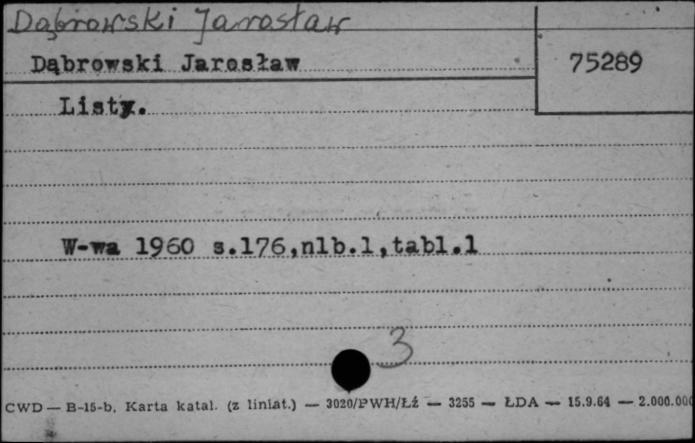 Dąbrowski Jarosław
Dąbrowski Jarosław 75289
Listy.
W-wa 1960 s.176,nlb.1,tabl.1
3
CWD — B-15-b, Karta katal. (z liniat.) — 3020/PWH/Łź — 3255 — ŁDA — 15.9.64 — 2.000.000